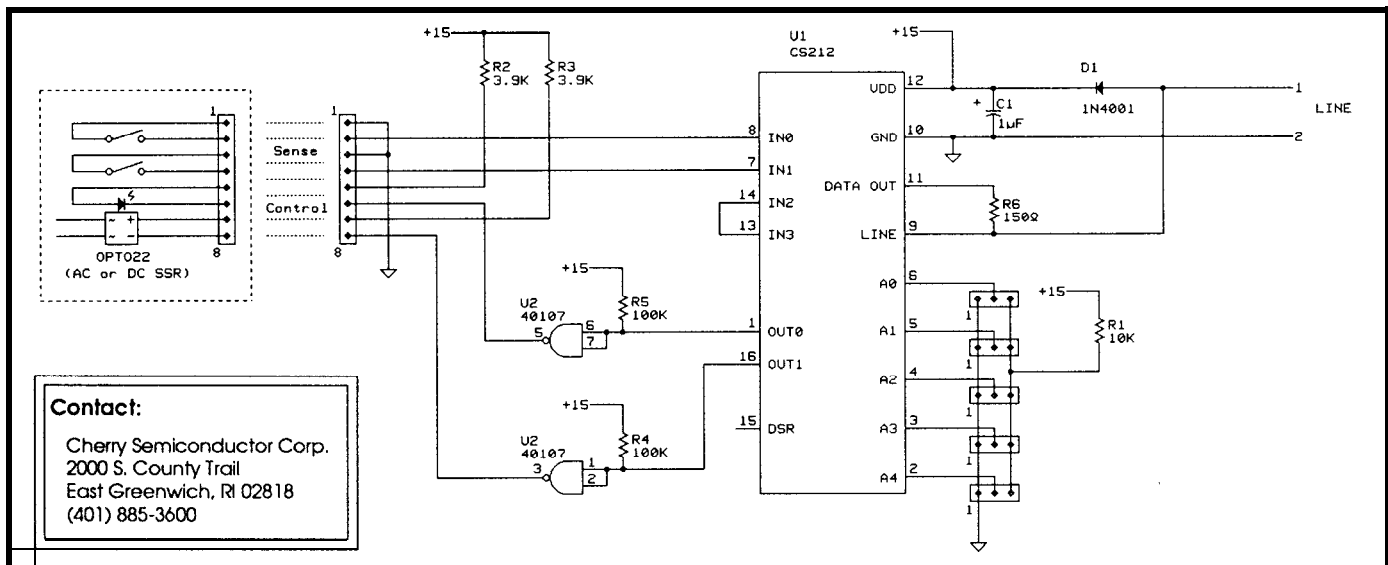 +15
R2
3.9K
R3
3.9K
U1
CS212
+15
VDD
12
C1
+
1µF
D1
1N4001
1
LINE
2
GND
10
1
Sense
Control
8
1
8
OPTO22
(AC or DC SSR)
8
IN0
7
IN1
14
IN2
13
IN3
DATA OUT
11
R6
150Ω
LINE
9
A0
6
1
A1
5
1
A2
4
1
A3
3
1
A4
2
1
+15
R1
10K
+15
R5
100K
U2
40107
5
6
7
1
OUT0
16
OUT1
15
DSR
+15
R4
100K
U2
40107
3
1
2
~
+
~
-
Contact:
Cherry Semiconductor Corp.
2000 S. County Trail
East Greenwich, RI 02818
(401) 885-3600